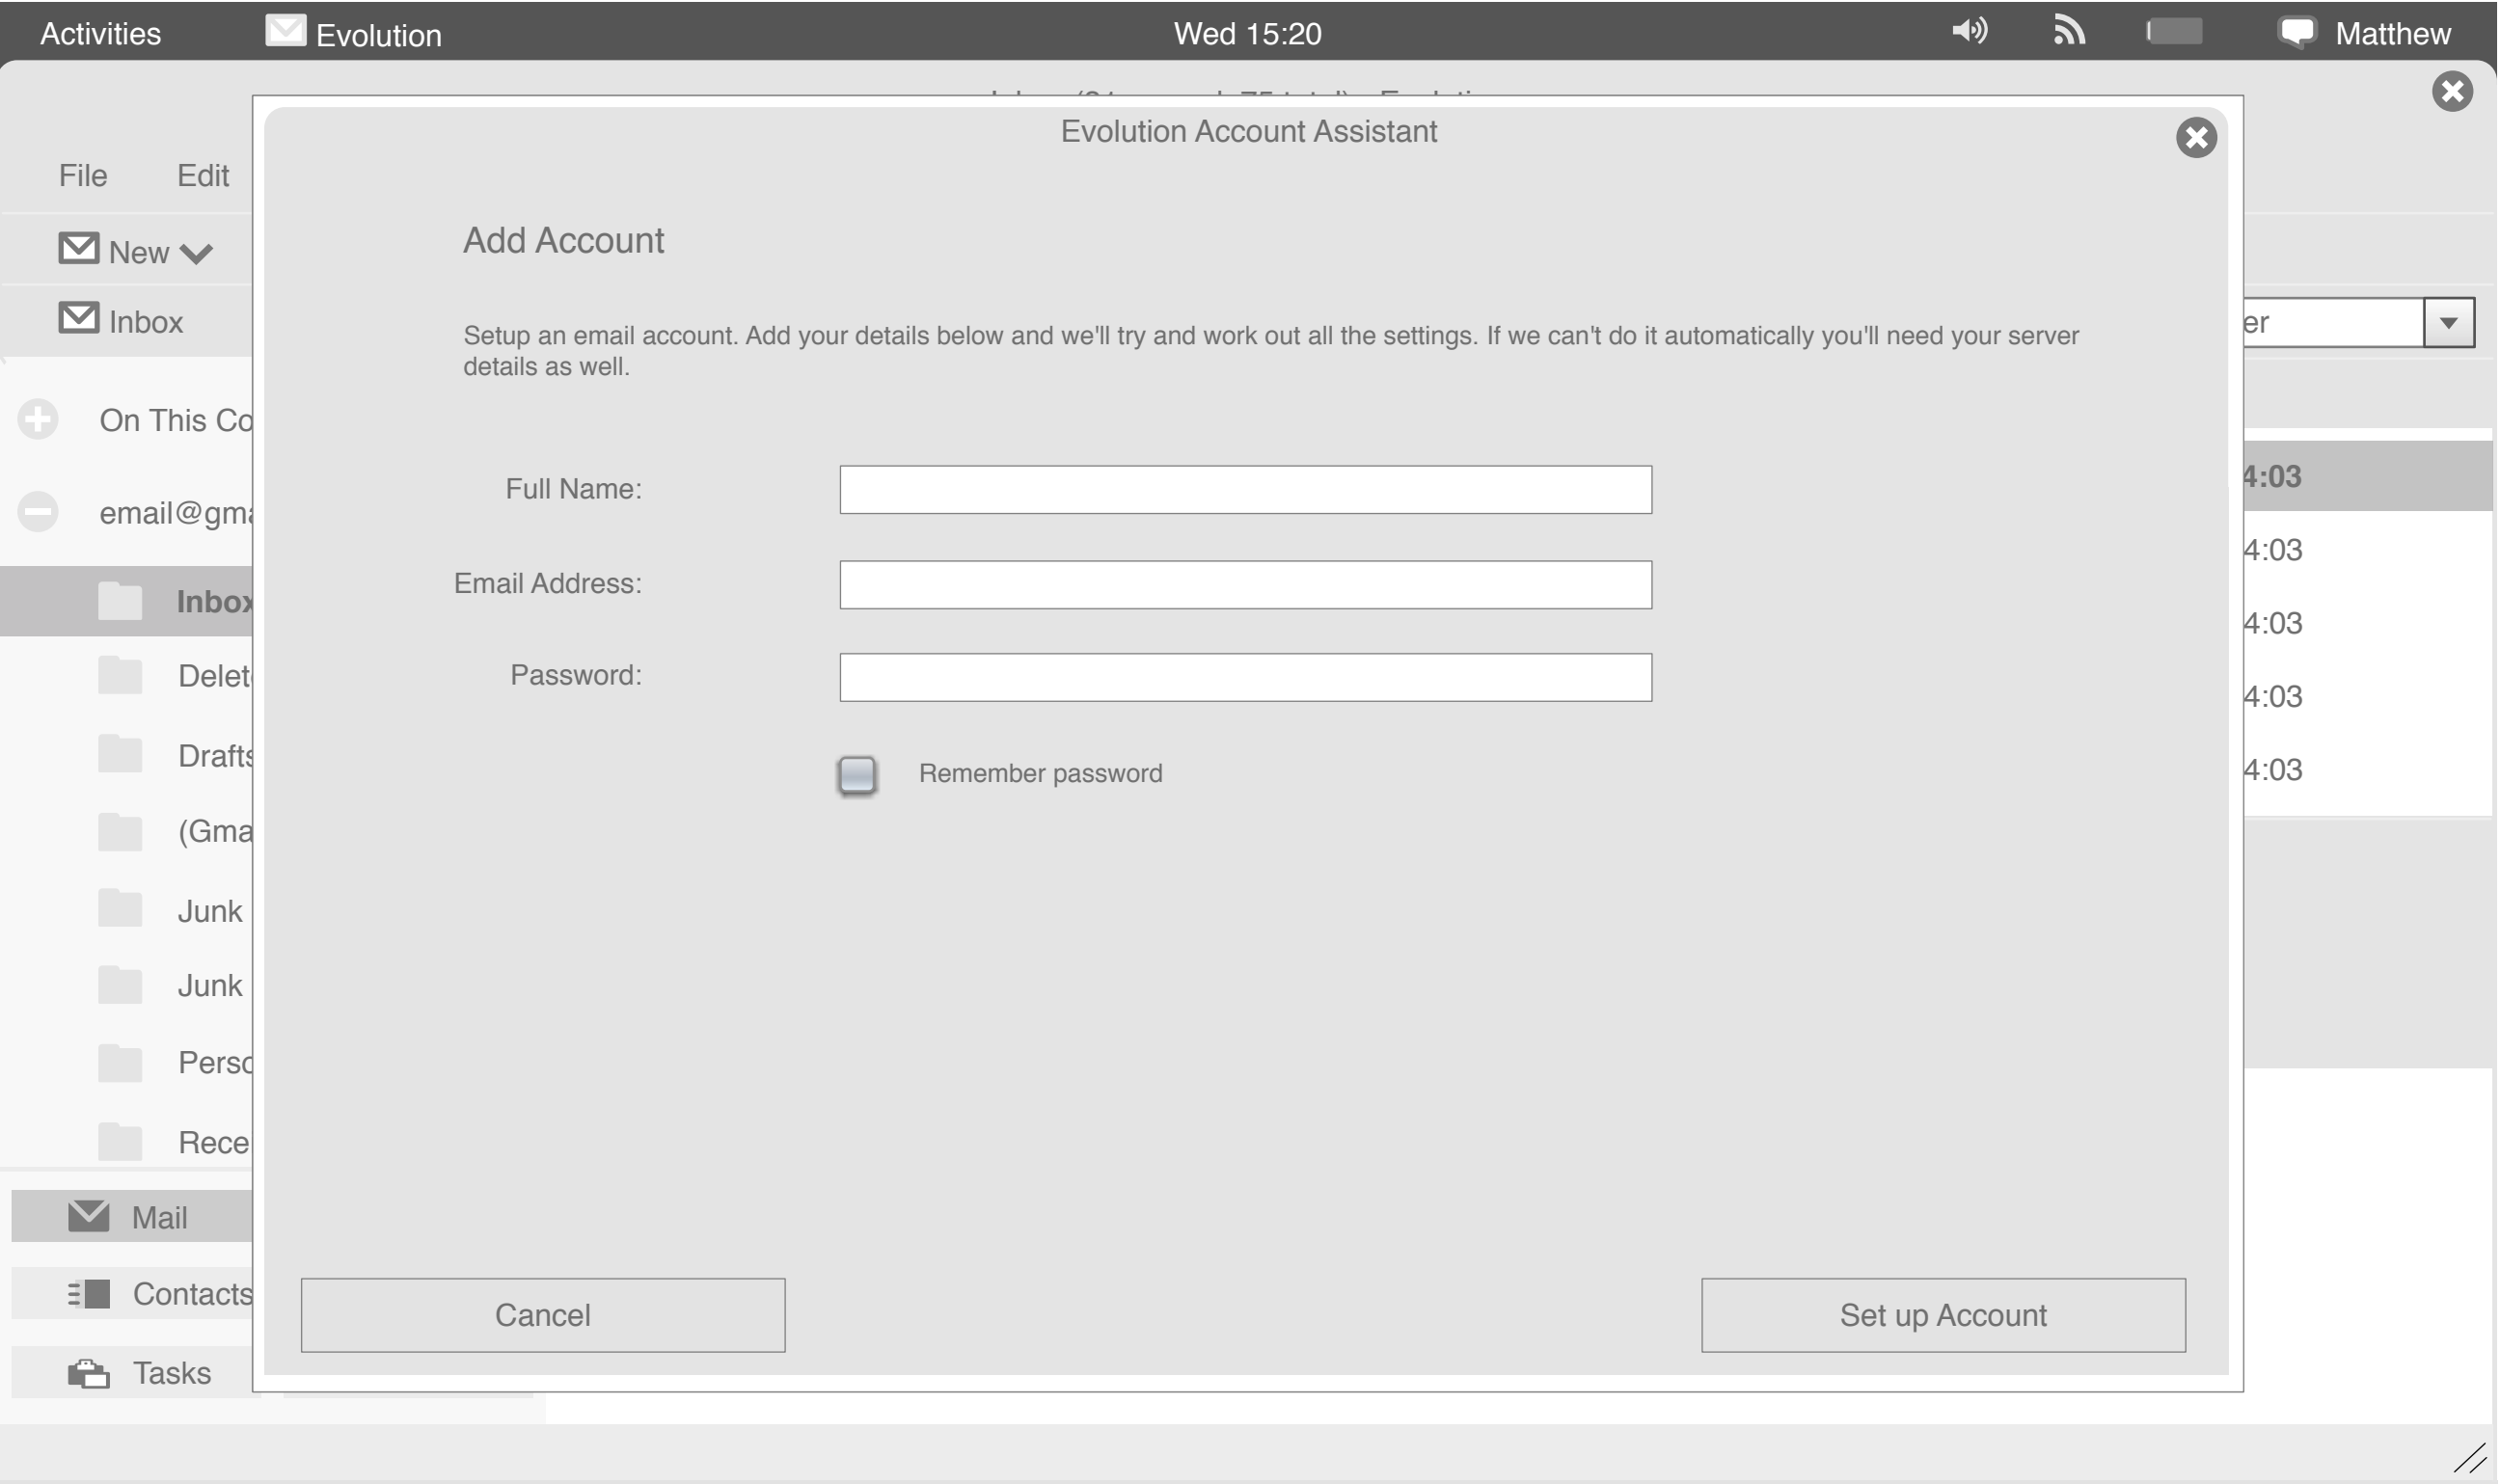 Activities
Evolution
Wed 15:20
Matthew
Evolution Account Assistant
File Edit
Add Account
New
Inbox
Setup an email account. Add your details below and we'll try and work out all the settings. If we can't do it automatically you'll need your server
details as well.
er
On This Co
email@gma
Full Name:
4:03
4:03
Email Address:
Inbox
4:03
Password:
Delet
4:03
Drafts
Remember password
4:03
(Gma
Junk
Junk
Perso
Rece
Mail
Contacts
Cancel
Set up Account
Tasks